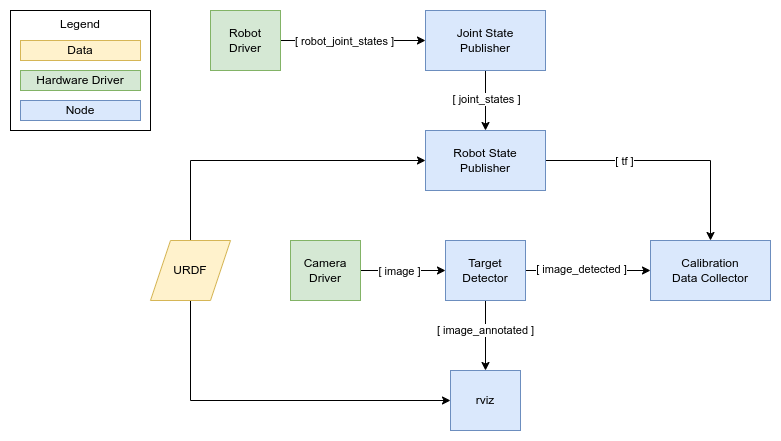 Legend
Data
Hardware Driver
Node
Robot
Driver
[ robot_joint_states ]
Joint State
Publisher
[ joint_states ]
Robot State
Publisher
[ tf ]
URDF
Camera
Driver
[ image ]
Target
Detector
[ image_detected ]
Calibration
Data Collector
[ image_annotated ]
rviz